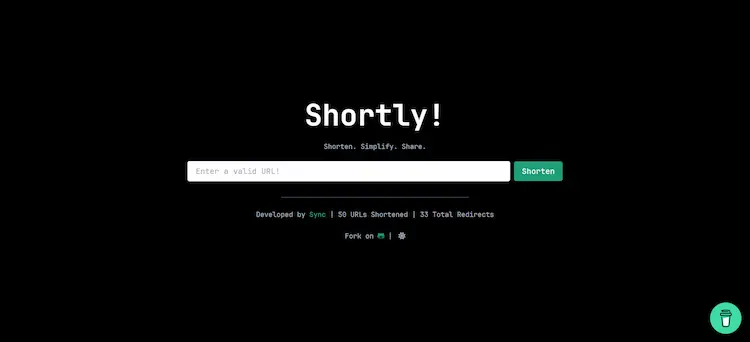 Shortly!
Shorten. Simplify. Share.
Enter a valid URL! Shorten
Developed by Sync | 50 URLs Shortened | 33 Total Redirects
Fork on |